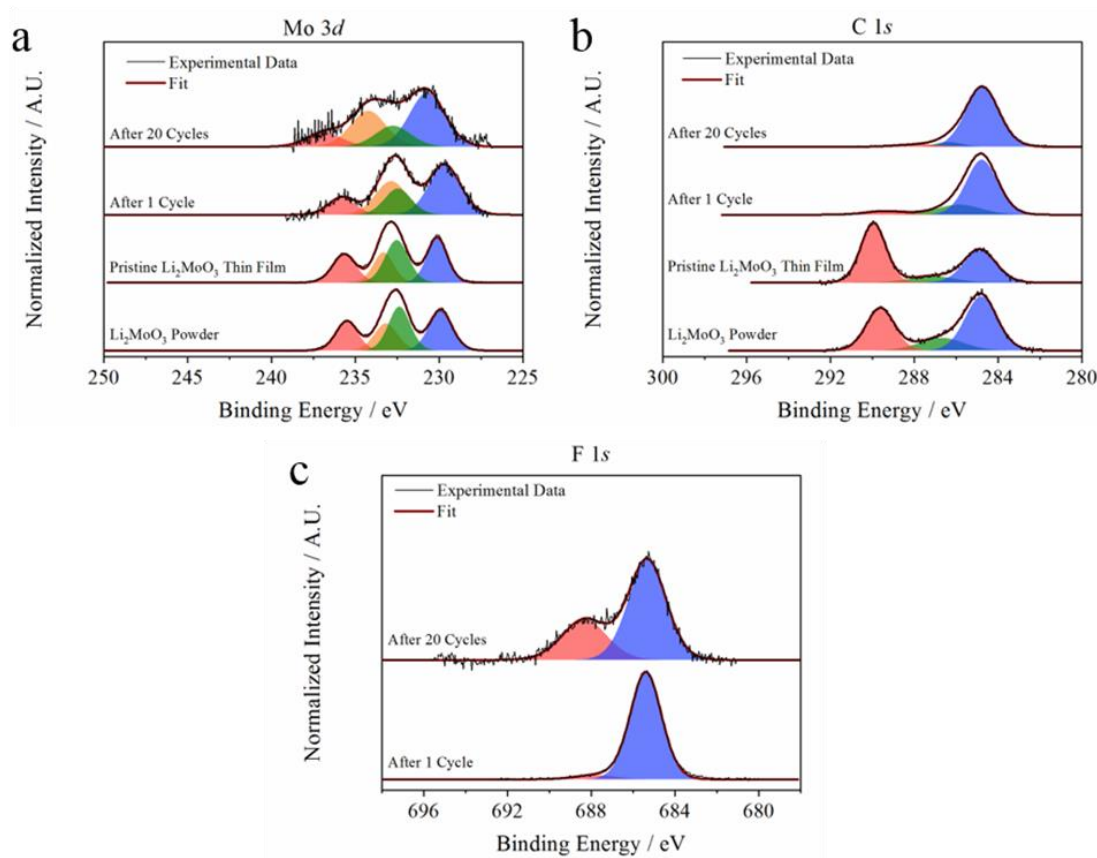 a
Mo 3d
Experimental Data
Fit
After 20 Cycles
After 1 Cycle
Pristine Li₂MoO₃ Thin Film
Li₂MoO₃ Powder
250 245 240 235 230 225
Binding Energy / eV
Normalized Intensity / A.U.
b
C 1s
Experimental Data
Fit
After 20 Cycles
After 1 Cycle
Pristine Li₂MoO₃ Thin Film
Li₂MoO₃ Powder
300 296 292 288 284 280
Binding Energy / eV
Normalized Intensity / A.U.
c
F 1s
Experimental Data
Fit
After 20 Cycles
After 1 Cycle
696 692 688 684 680
Binding Energy / eV
Normalized Intensity / A.U.